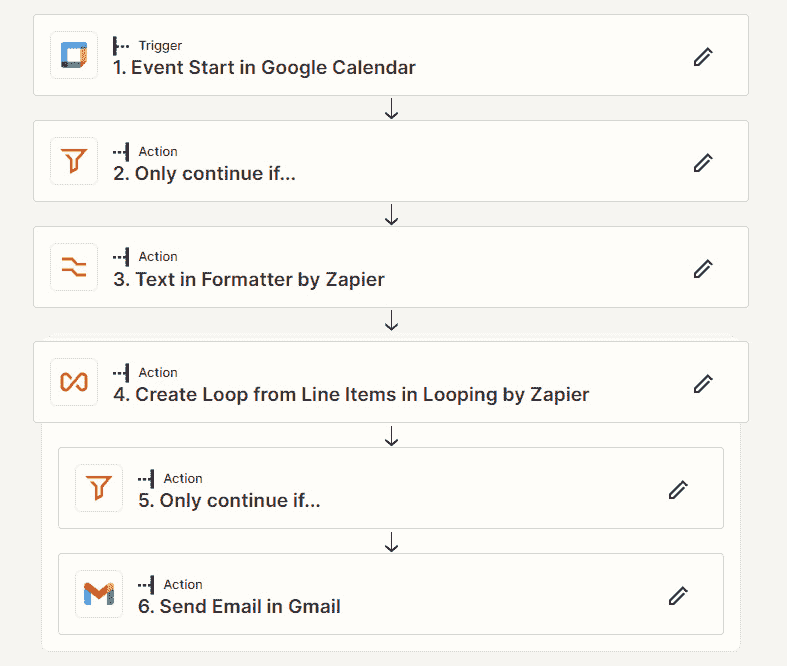 Trigger
1. Event Start in Google Calendar
Action
2. Only continue if...
Action
3. Text in Formatter by Zapier
Action
4. Create Loop from Line Items in Looping by Zapier
Action
5. Only continue if...
Action
6. Send Email in Gmail